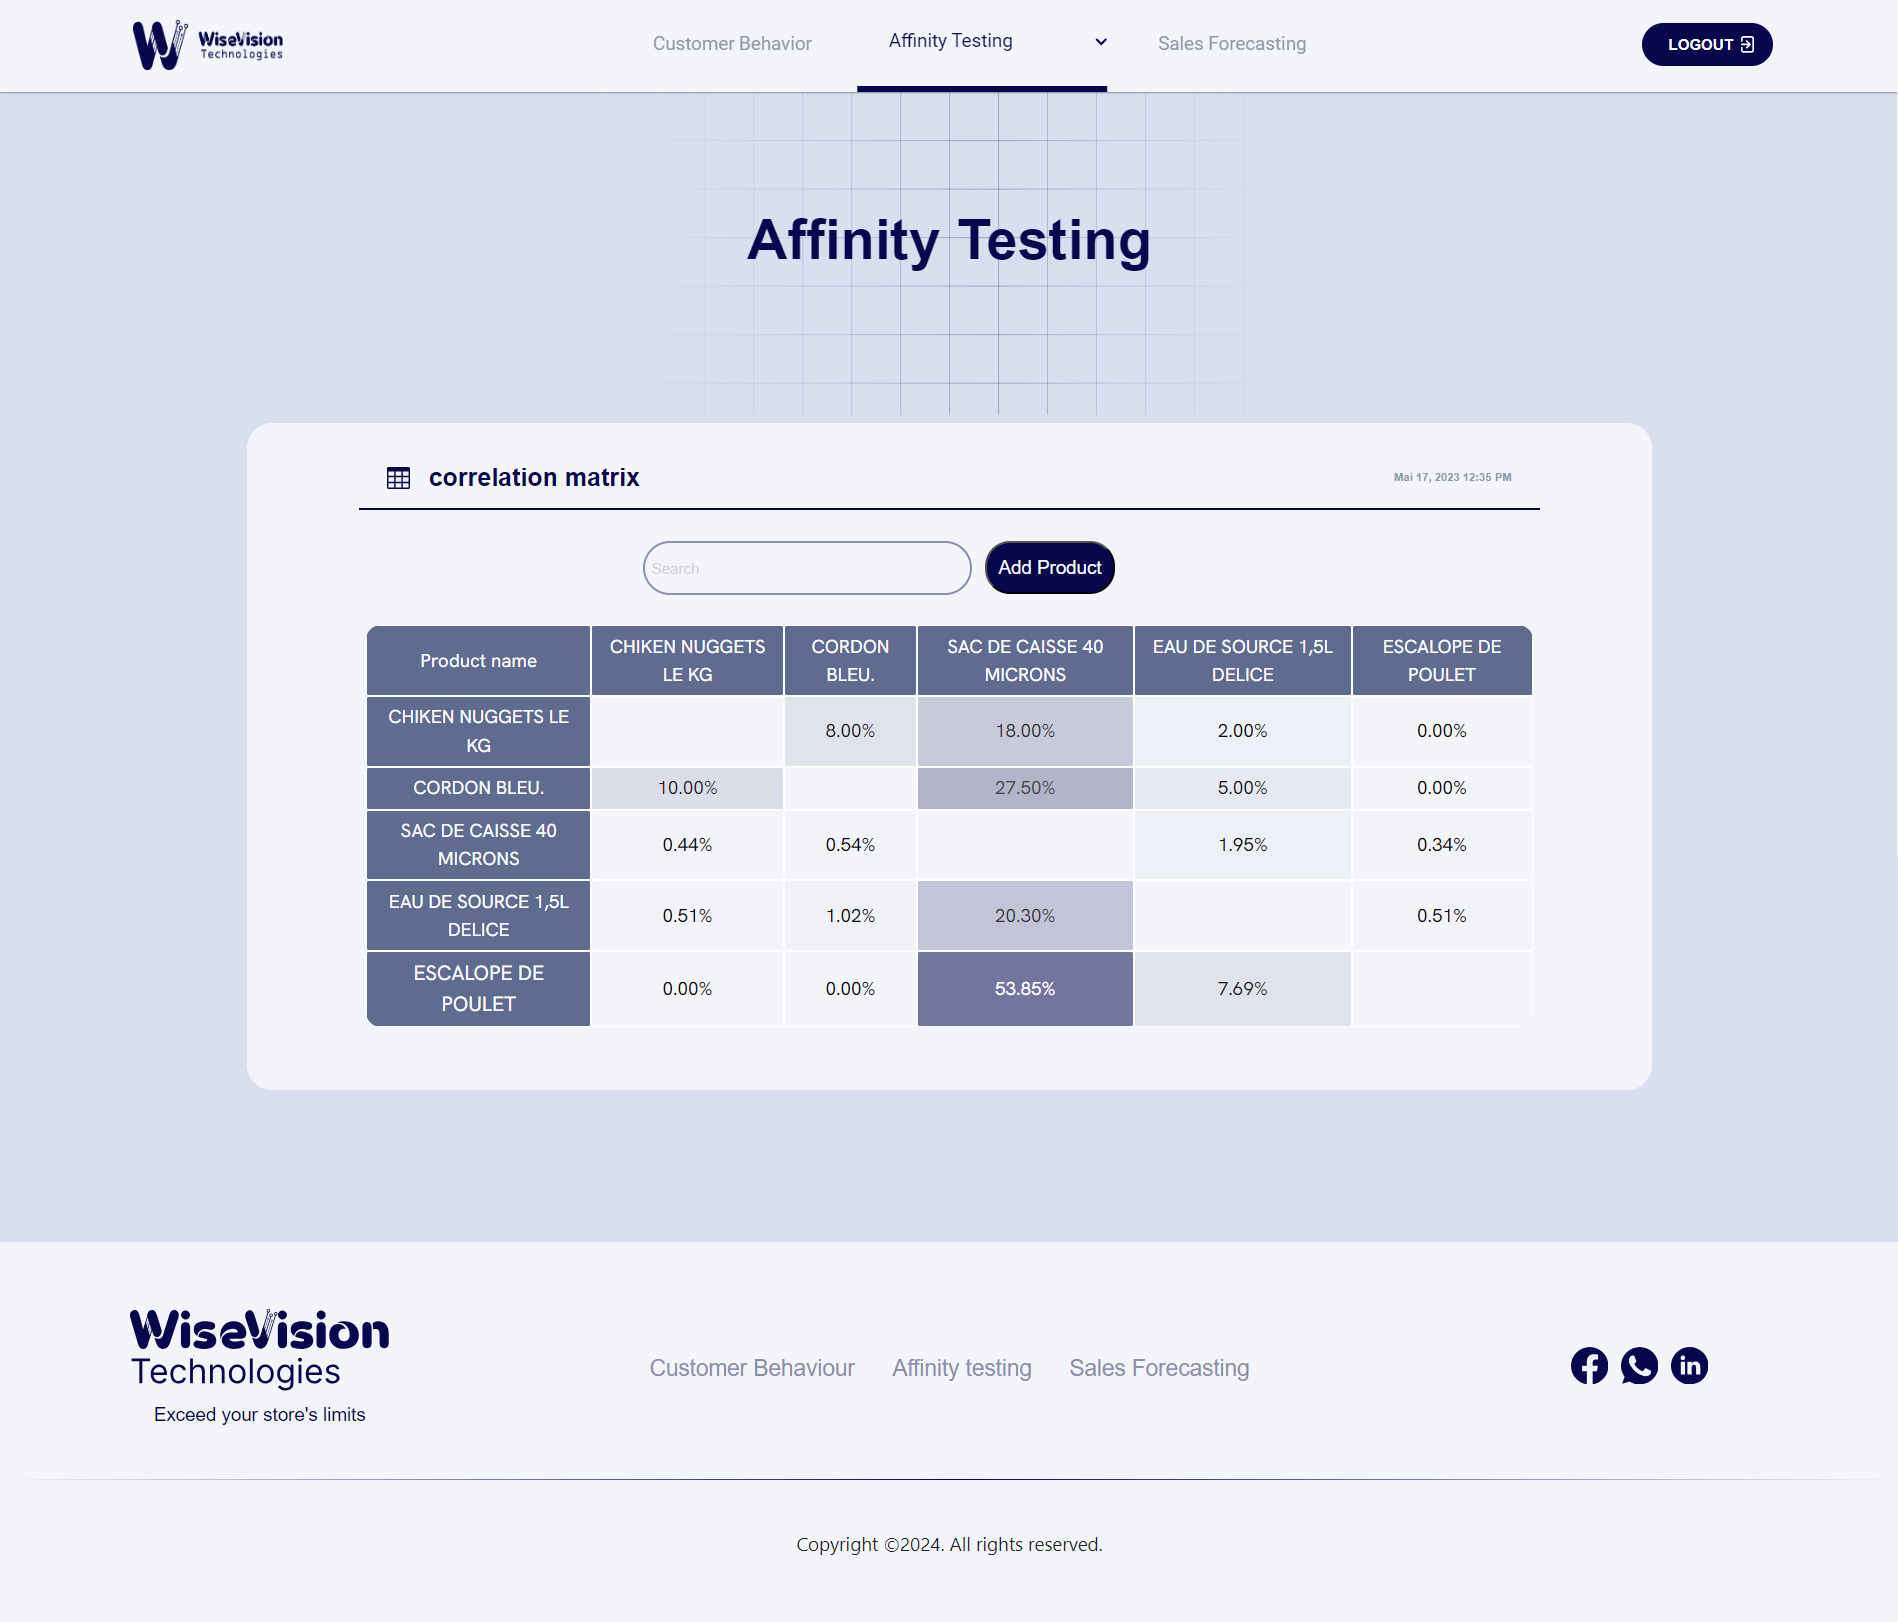 WiseVision
Technologies
Customer Behavior
Affinity Testing
Sales Forecasting
LOGOUT
Affinity Testing
correlation matrix
Mai 17, 2023 12:35 PM
Search
Add Product
Product name
CHIKEN NUGGETS
LE KG
CORDON
BLEU.
SAC DE CAISSE 40
MICRONS
EAU DE SOURCE 1,5L
DELICE
ESCALOPE DE
POULET
CHIKEN NUGGETS LE
KG
8.00%
18.00%
2.00%
0.00%
CORDON BLEU.
10.00%
27.50%
5.00%
0.00%
SAC DE CAISSE 40
MICRONS
0.44%
0.54%
1.95%
0.34%
EAU DE SOURCE 1,5L
DELICE
0.51%
1.02%
20.30%
0.51%
ESCALOPE DE
POULET
0.00%
0.00%
53.85%
7.69%
WiseVision
Technologies
Exceed your store's limits
Customer Behaviour
Affinity testing
Sales Forecasting
in
Copyright ©2024. All rights reserved.